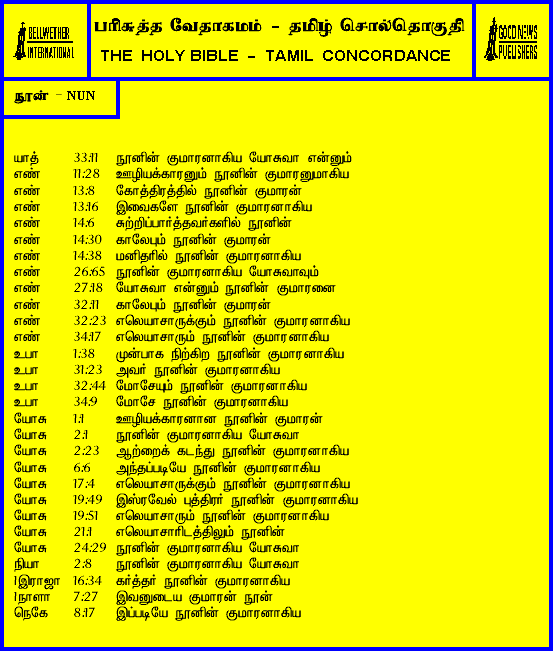 BELLWETHER
INTERNATIONAL
பரிசுத்த வேதாகமம் - தமிழ் சொல்தொகுதி
THE HOLY BIBLE - TAMIL CONCORDANCE
GOOD NEWS
PUBLISHERS
நூன் - NUN
யாத் 33:11 நூனின் குமாரனாகிய யோசுவா என்னும்
எண் 11:28 ஊழியக்காரனும் நூனின் குமாரனுமாகிய
எண் 13:8 கோத்திரத்தில் நூனின் குமாரன்
எண் 13:16 இவைகளே நூனின் குமாரனாகிய
எண் 14:6 சுற்றிப்பார்த்தவர்களில் நூனின்
எண் 14:30 காலேபும் நூனின் குமாரன்
எண் 14:38 மனிதரில் நூனின் குமாரனாகிய
எண் 26:65 நூனின் குமாரனாகிய யோசுவாவும்
எண் 27:18 யோசுவா என்னும் நூனின் குமாரனை
எண் 32:11 காலேபும் நூனின் குமாரன்
எண் 32:23 எலெயாசாருக்கும் நூனின் குமாரனாகிய
எண் 34:17 எலெயாசாரும் நூனின் குமாரனாகிய
உபா 1:38 முன்பாக நிற்கிற நூனின் குமாரனாகிய
உபா 31:23 அவர் நூனின் குமாரனாகிய
உபா 32:44 மோசேயும் நூனின் குமாரனாகிய
உபா 34:9 மோசே நூனின் குமாரனாகிய
யோசு 1:1 ஊழியக்காரனான நூனின் குமாரன்
யோசு 2:1 நூனின் குமாரனாகிய யோசுவா
யோசு 2:23 ஆற்றைக் கடந்து நூனின் குமாரனாகிய
யோசு 6:6 அந்தப்படியே நூனின் குமாரனாகிய
யோசு 17:4 எலெயாசாருக்கும் நூனின் குமாரனாகிய
யோசு 19:49 இஸ்ரவேல் புத்திரர் நூனின் குமாரனாகிய
யோசு 19:51 எலெயாசாரும் நூனின் குமாரனாகிய
யோசு 21:1 எலெயாசாரிடத்திலும் நூனின்
யோசு 24:29 நூனின் குமாரனாகிய யோசுவா
நியா 2:8 நூனின் குமாரனாகிய யோசுவா
1இராஜா 16:34 கர்த்தர் நூனின் குமாரனாகிய
1நாளா 7:27 இவனுடைய குமாரன் நூன்
நெகே 8:17 இப்படியே நூனின் குமாரனாகிய